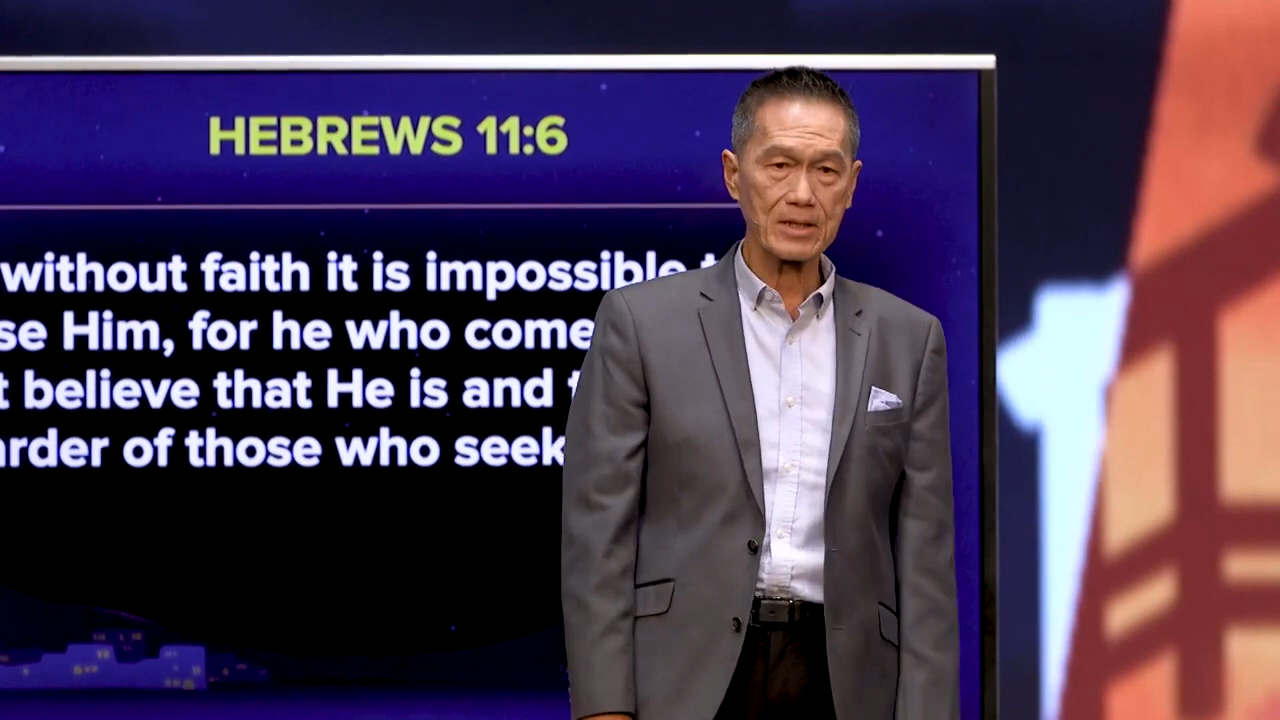 HEBREWS 11:6
without faith it is impossible
se Him, for he who come
t believe that He is and
arder of those who seek